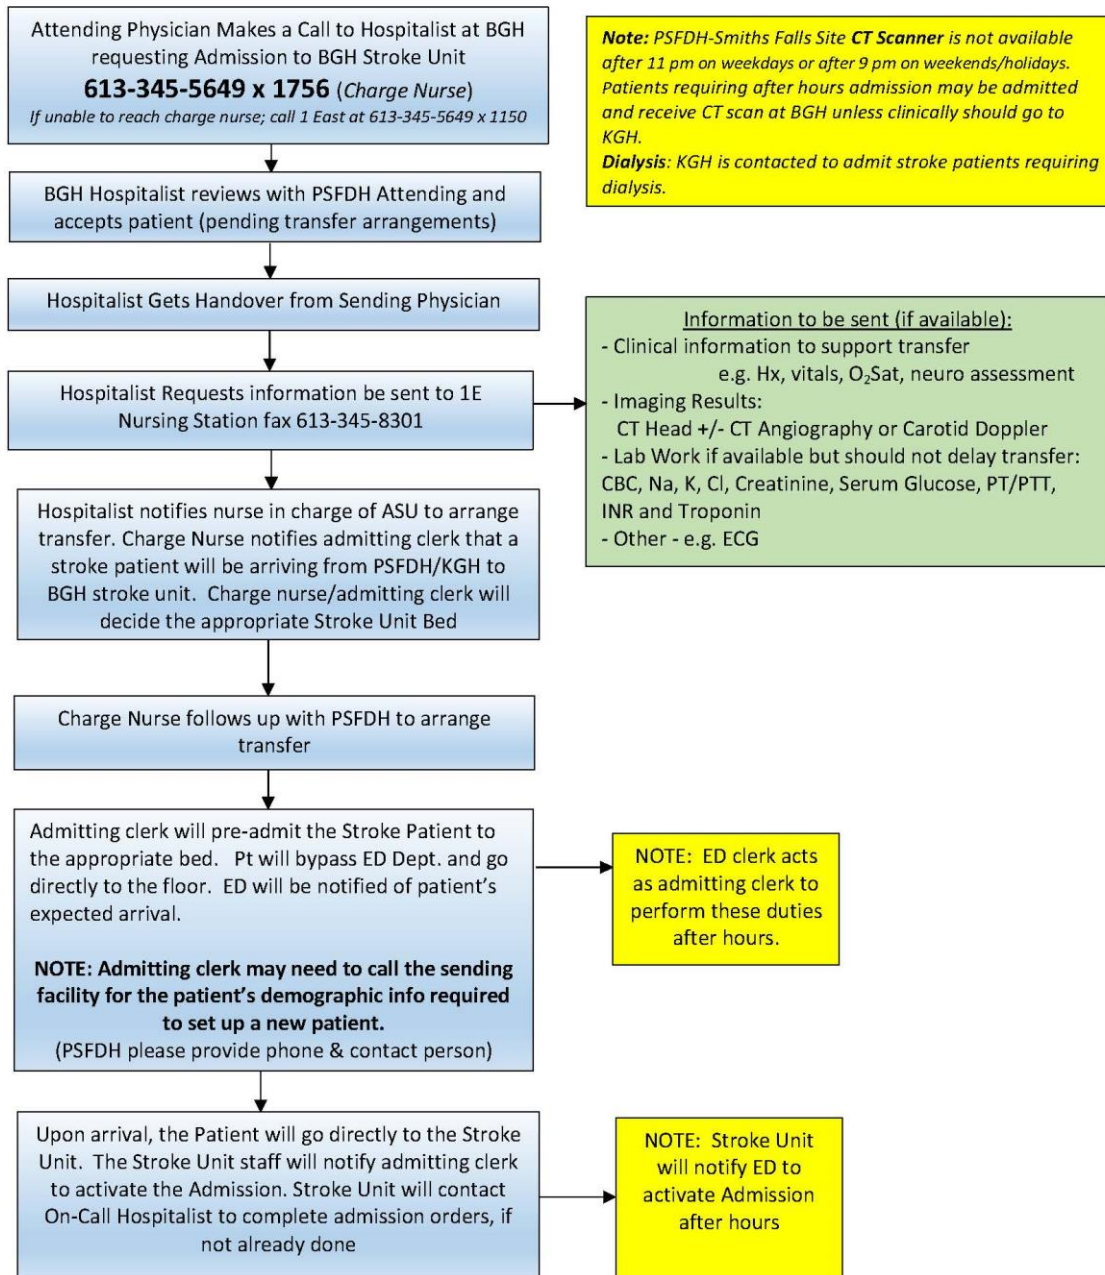 Attending Physician Makes a Call to Hospitalist at BGH
requesting Admission to BGH Stroke Unit
613-345-5649 x 1756 (Charge Nurse)
If unable to reach charge nurse; call 1 East at 613-345-5649 x 1150
Note: PSFDH-Smiths Falls Site CT Scanner is not available
after 11 pm on weekdays or after 9 pm on weekends/holidays.
Patients requiring after hours admission may be admitted
and receive CT scan at BGH unless clinically should go to
KGH.
Dialysis: KGH is contacted to admit stroke patients requiring
dialysis.
BGH Hospitalist reviews with PSFDH Attending and
accepts patient (pending transfer arrangements)
Hospitalist Gets Handover from Sending Physician
Hospitalist Requests information be sent to 1E
Nursing Station fax 613-345-8301
Information to be sent (if available):
- Clinical information to support transfer
e.g. Hx, vitals, O₂Sat, neuro assessment
- Imaging Results:
CT Head +/- CT Angiography or Carotid Doppler
- Lab Work if available but should not delay transfer:
CBC, Na, K, Cl, Creatinine, Serum Glucose, PT/PTT,
INR and Troponin
- Other - e.g. ECG
Hospitalist notifies nurse in charge of ASU to arrange
transfer. Charge Nurse notifies admitting clerk that a
stroke patient will be arriving from PSFDH/KGH to
BGH stroke unit.  Charge nurse/admitting clerk will
decide the appropriate Stroke Unit Bed
Charge Nurse follows up with PSFDH to arrange
transfer
Admitting clerk will pre-admit the Stroke Patient to
the appropriate bed.   Pt will bypass ED Dept. and go
directly to the floor.  ED will be notified of patient's
expected arrival.
NOTE: Admitting clerk may need to call the sending
facility for the patient's demographic info required
to set up a new patient.
(PSFDH please provide phone & contact person)
NOTE:  ED clerk acts
as admitting clerk to
perform these duties
after hours.
Upon arrival, the Patient will go directly to the Stroke
Unit.  The Stroke Unit staff will notify admitting clerk
to activate the Admission. Stroke Unit will contact
On-Call Hospitalist to complete admission orders, if
not already done
NOTE:  Stroke Unit
will notify ED to
activate Admission
after hours